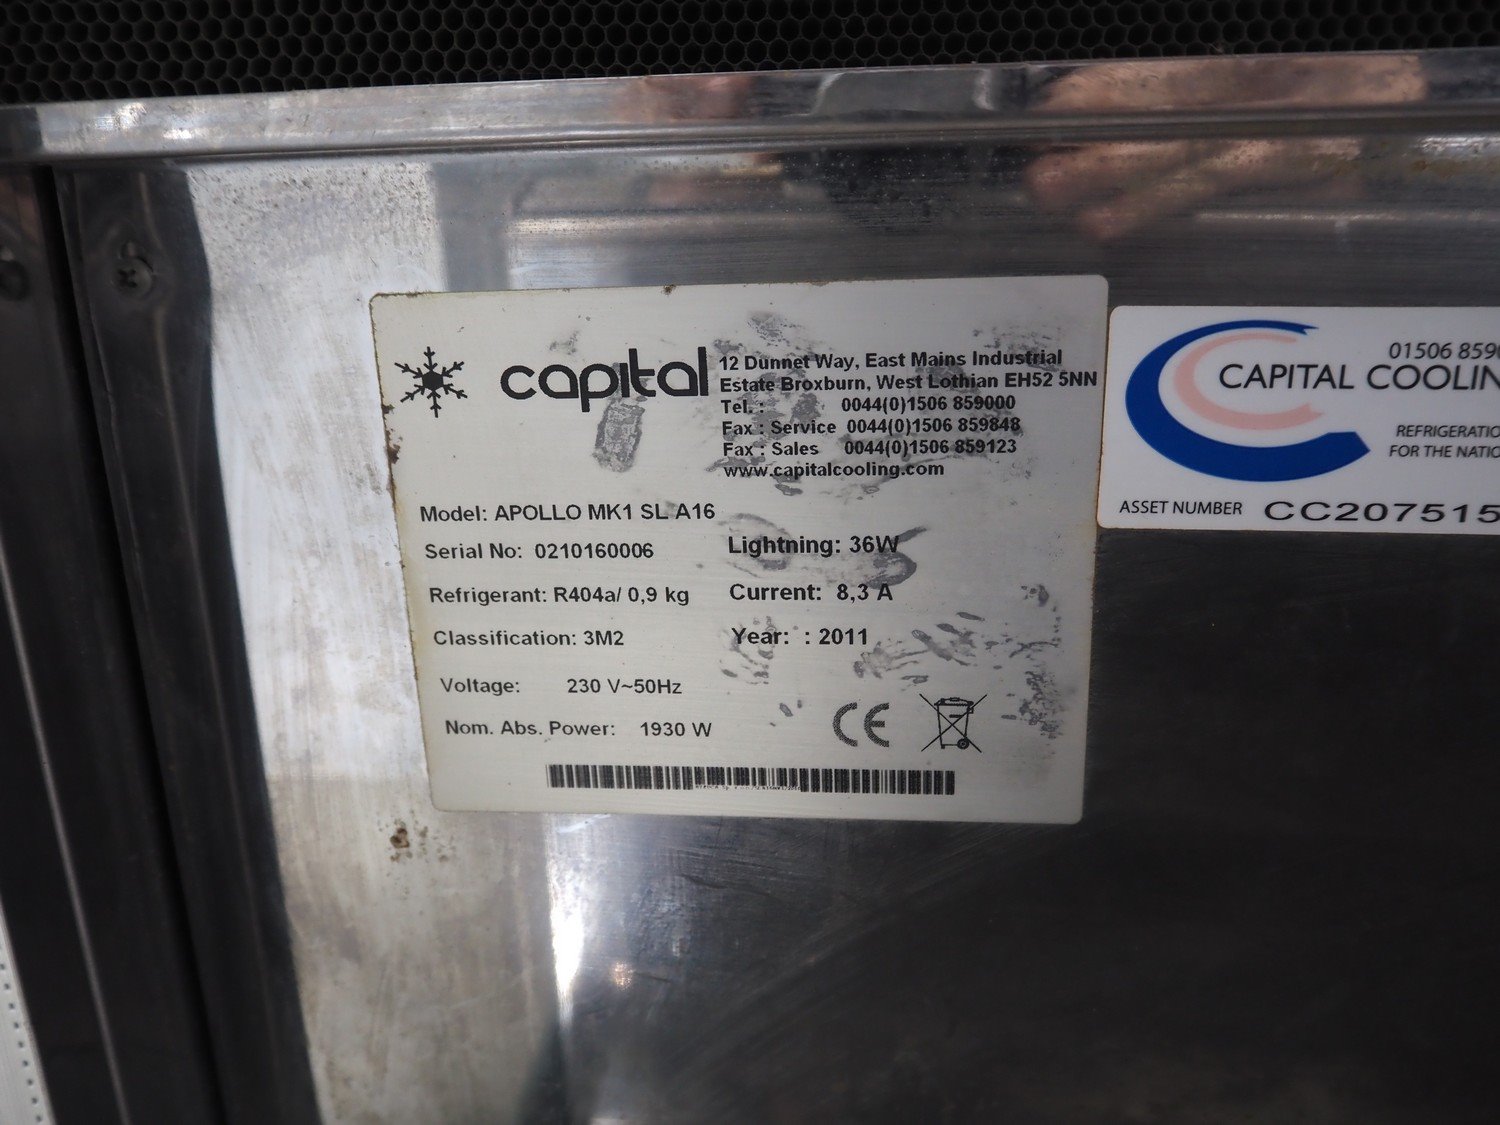 capital
12 Dunnet Way, East Mains Industrial
Estate Broxburn, West Lothian EH52 5NN
Tel. : 0044(0)1506 859000
Fax : Service 0044(0)1506 859848
Fax : Sales 0044(0)1506 859123
www.capitalcooling.com
Model: APOLLO MK1 SL A16
Serial No: 0210160006
Lightning: 36W
Refrigerant: R404a/ 0,9 kg
Current: 8,3 A
Classification: 3M2
Year: : 2011
Voltage: 230 V~50Hz
Nom. Abs. Power: 1930 W
CE
01506 859
CAPITAL COOLIN
REFRIGERATIO
FOR THE NATIO
ASSET NUMBER CC207515